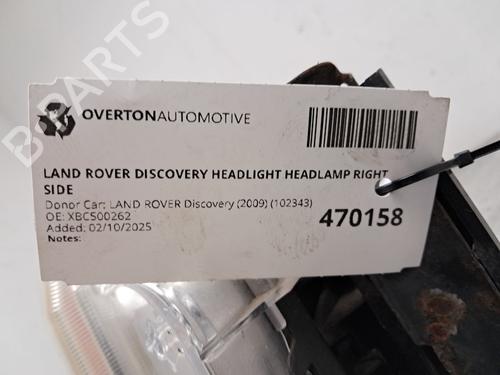 OVERTONAUTOMOTIVE
LAND ROVER DISCOVERY HEADLIGHT HEADLAMP RIGHT
SIDE
Donor Car: LAND ROVER Discovery (2009) (102343)
OE: XBC500262
Added: 02/10/2025
Notes:
470158
B-PARTS